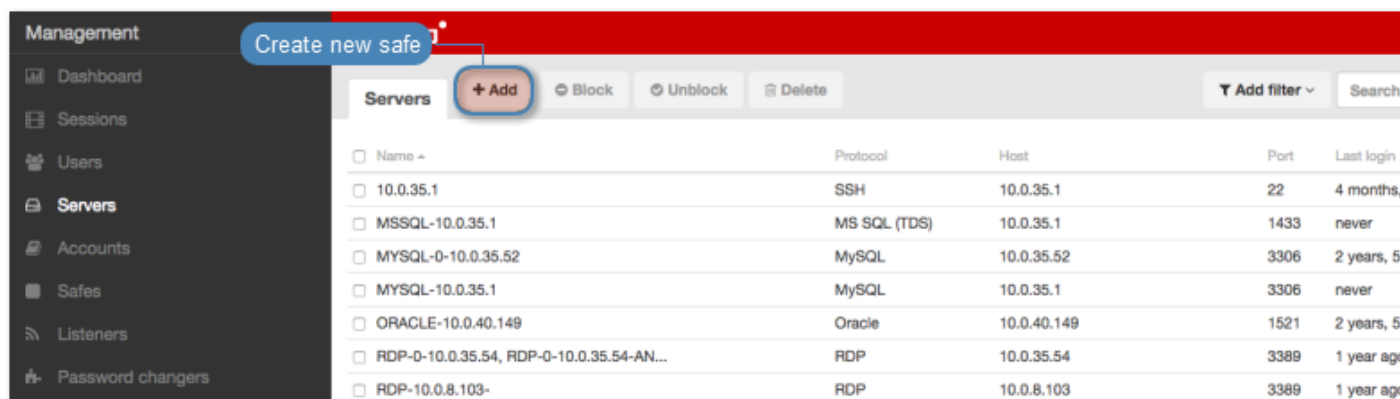 Management
Create new safe
Dashboard
Sessions
Users
Servers
Accounts
Safes
Listeners
Password changers
Servers + Add Block Unblock Delete Add filter Search
Name Protocol Host Port Last login
10.0.35.1 SSH 10.0.35.1 22 4 months,
MSSQL-10.0.35.1 MS SQL (TDS) 10.0.35.1 1433 never
MYSQL-0-10.0.35.52 MySQL 10.0.35.52 3306 2 years, 5
MYSQL-10.0.35.1 MySQL 10.0.35.1 3306 never
ORACLE-10.0.40.149 Oracle 10.0.40.149 1521 2 years, 5
RDP-0-10.0.35.54, RDP-0-10.0.35.54-AN... RDP 10.0.35.54 3389 1 year ago
RDP-10.0.8.103- RDP 10.0.8.103 3389 1 year ago